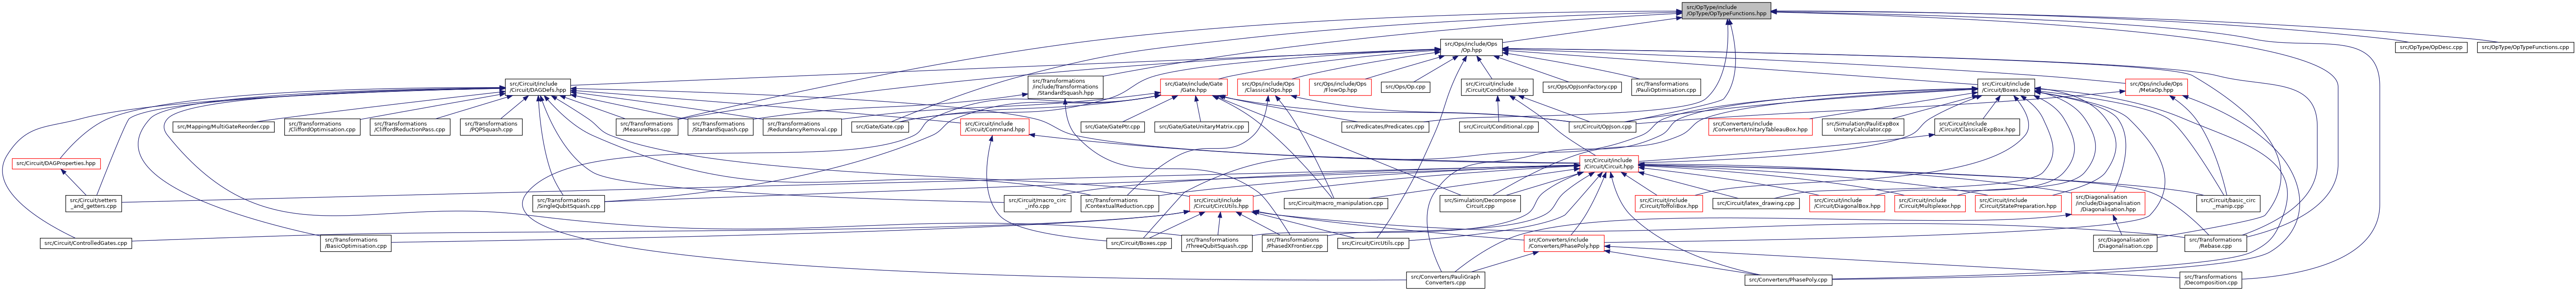 src/OpType/include
/OpType/OpTypeFunctions.hpp
src/Ops/include/Ops
/Op.hpp
src/OpType/OpDesc.cpp
src/OpType/OpTypeFunctions.cpp
src/Circuit/include
/Circuit/DAGDefs.hpp
src/Transformations
/include/Transformations
/StandardSquash.hpp
src/Gate/include/Gate
/Gate.hpp
src/Ops/include/Ops
/ClassicalOps.hpp
src/Ops/include/Ops
/FlowOp.hpp
src/Ops/Op.cpp
src/Circuit/include
/Circuit/Conditional.hpp
src/Ops/OpJsonFactory.cpp
src/Transformations
/PauliOptimisation.cpp
src/Circuit/include
/Circuit/Boxes.hpp
src/Ops/include/Ops
/MetaOp.hpp
src/Mapping/MultiGateReorder.cpp
src/Transformations
/CliffordOptimisation.cpp
src/Transformations
/CliffordReductionPass.cpp
src/Transformations
/PQPSquash.cpp
src/Transformations
/MeasurePass.cpp
src/Transformations
/StandardSquash.cpp
src/Transformations
/RedundancyRemoval.cpp
src/Gate/Gate.cpp
src/Circuit/include
/Circuit/Command.hpp
src/Gate/GatePtr.cpp
src/Gate/GateUnitaryMatrix.cpp
src/Predicates/Predicates.cpp
src/Circuit/Conditional.cpp
src/Circuit/OpJson.cpp
src/Converters/include
/Converters/UnitaryTableauBox.hpp
src/Simulation/PauliExpBox
UnitaryCalculator.cpp
src/Circuit/include
/Circuit/ClassicalExpBox.hpp
src/Circuit/DAGProperties.hpp
src/Circuit/include
/Circuit/Circuit.hpp
src/Circuit/setters
_and_getters.cpp
src/Transformations
/SingleQubitSquash.cpp
src/Circuit/macro_circ
_info.cpp
src/Transformations
/ContextualReduction.cpp
src/Circuit/include
/Circuit/CircUtils.hpp
src/Circuit/macro_manipulation.cpp
src/Simulation/Decompose
Circuit.cpp
src/Circuit/include
/Circuit/ToffoliBox.hpp
src/Circuit/latex_drawing.cpp
src/Circuit/include
/Circuit/DiagonalBox.hpp
src/Circuit/include
/Circuit/Multiplexor.hpp
src/Circuit/include
/Circuit/StatePreparation.hpp
src/Diagonalisation
/include/Diagonalisation
/Diagonalisation.hpp
src/Circuit/basic_circ
_manip.cpp
src/Circuit/ControlledGates.cpp
src/Transformations
/BasicOptimisation.cpp
src/Circuit/Boxes.cpp
src/Transformations
/ThreeQubitSquash.cpp
src/Transformations
/PhasedXFrontier.cpp
src/Circuit/CircUtils.cpp
src/Converters/include
/Converters/PhasePoly.hpp
src/Diagonalisation
/Diagonalisation.cpp
src/Transformations
/Rebase.cpp
src/Converters/PauliGraph
Converters.cpp
src/Converters/PhasePoly.cpp
src/Transformations
/Decomposition.cpp